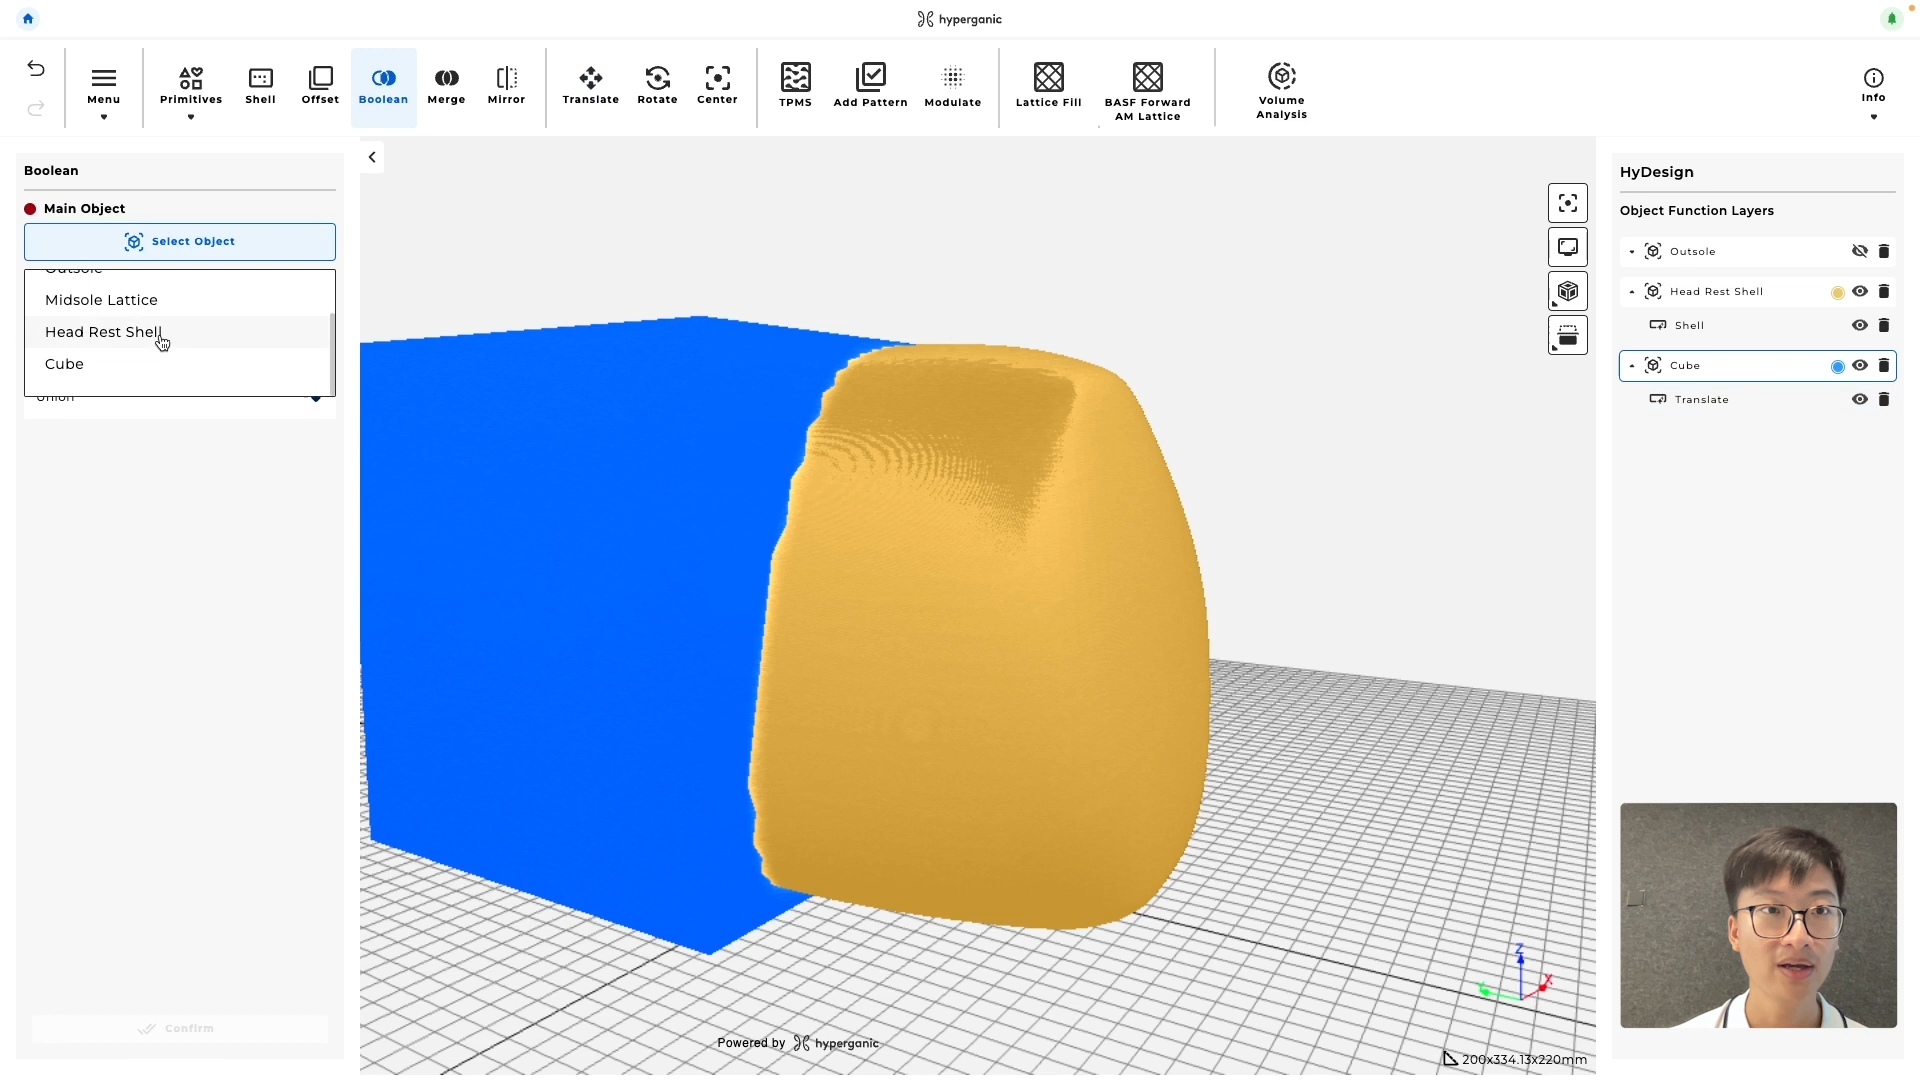 hyperganic
Menu
Primitives
Shell
Offset
Boolean
Merge
Mirror
Translate
Rotate
Center
TPMS
Add Pattern
Modulate
Lattice Fill
BASF Forward
AM Lattice
Volume
Analysis
Info
Boolean
Main Object
Select Object
Outsole
Midsole Lattice
Head Rest Shell
Cube
Union
Confirm
HyDesign
Object Function Layers
Outsole
Head Rest Shell
Shell
Cube
Translate
Z
X
Powered by hyperganic
200x334.13x220mm